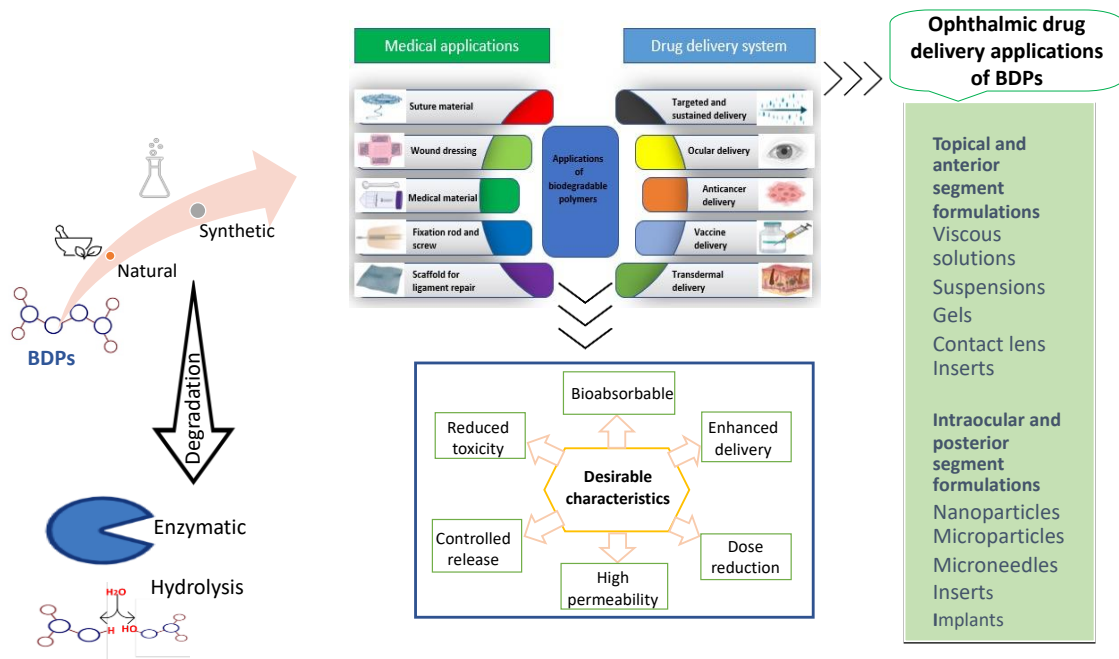 Synthetic
Natural
BDPs
Degradation
Enzymatic
Hydrolysis
H₂O
H
HO
Medical applications
Drug delivery system
Suture material
Wound dressing
Medical material
Fixation rod and
screw
Scaffold for
ligament repair
Applications
of
biodegradable
polymers
Targeted and
sustained delivery
Ocular delivery
Anticancer
delivery
Vaccine
delivery
Transdermal
delivery
Desirable
characteristics
Bioabsorbable
Enhanced
delivery
Dose
reduction
High
permeability
Controlled
release
Reduced
toxicity
Ophthalmic drug
delivery applications
of BDPs
Topical and
anterior
segment
formulations
Viscous
solutions
Suspensions
Gels
Contact lens
Inserts
Intraocular and
posterior
segment
formulations
Nanoparticles
Microparticles
Microneedles
Inserts
Implants